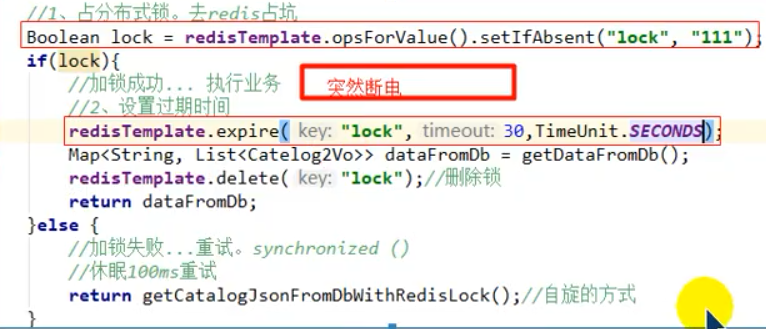 //1、占分布式锁。去redis占坑
Boolean lock = redisTemplate.opsForValue().setIfAbsent("lock", "111");
if(lock){
//加锁成功... 执行业务
突然断电
//2、设置过期时间
redisTemplate.expire( key: "lock", timeout: 30,TimeUnit.SECONDS);
Map<String, List<Catelog2Vo>> dataFromDb = getDataFromDb();
redisTemplate.delete( key: "lock");//删除锁
return dataFromDb;
}else {
//加锁失败...重试。synchronized ()
//休眠100ms重试
return getCatalogJsonFromDbWithRedisLock();//自旋的方式
}